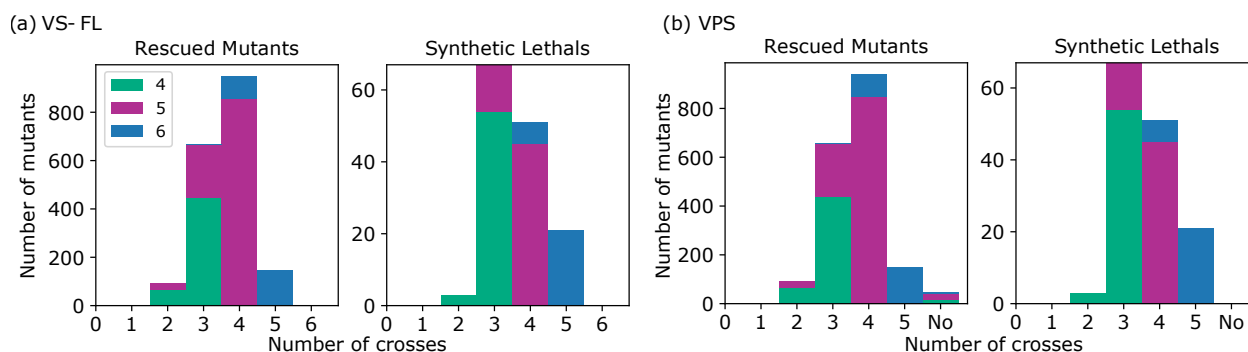 (a) VS- FL
Rescued Mutants
Synthetic Lethals
Number of mutants
800
600
400
200
0
4
5
6
60
40
20
0
0 1 2 3 4 5 6
0 1 2 3 4 5 6
Number of crosses
(b) VPS
Rescued Mutants
Synthetic Lethals
Number of mutants
800
600
400
200
0
60
40
20
0
0 1 2 3 4 5 No
0 1 2 3 4 5 No
Number of crosses